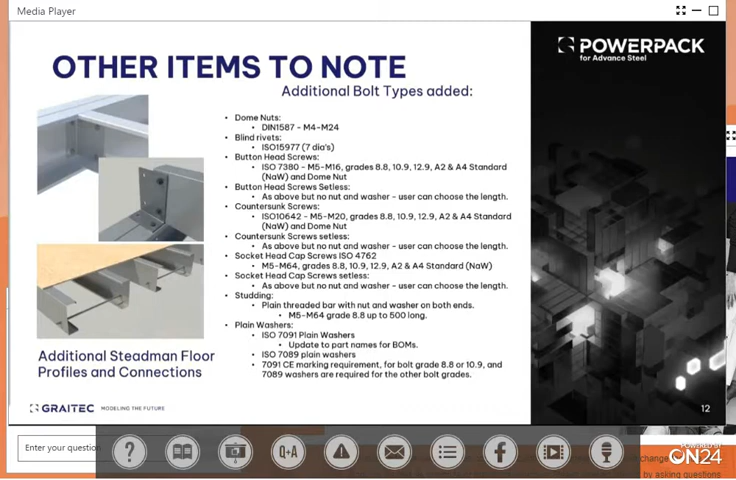 Media Player
OTHER ITEMS TO NOTE
Additional Bolt Types added:
POWERPACK
for Advance Steel
• Dome Nuts:
• DIN1587 - M4-M24
• Blind rivets:
• ISO15977 (7 dia's)
• Button Head Screws:
• ISO 7380 - M5-M16, grades 8.8, 10.9, 12.9, A2 & A4 Standard
(NaW) and Dome Nut
• Button Head Screws Setless:
• As above but no nut and washer - user can choose the length.
• Countersunk Screws:
• ISO10642 - M5-M20, grades 8.8, 10.9, 12.9, A2 & A4 Standard
(NaW) and Dome Nut
• Countersunk Screws setless:
• As above but no nut and washer - user can choose the length.
• Socket Head Cap Screws ISO 4762
• M5-M64, grades 8.8, 10.9, 12.9, A2 & A4 Standard (NaW)
• Socket Head Cap Screws setless:
• As above but no nut and washer - user can choose the length.
• Studding:
• Plain threaded bar with nut and washer on both ends.
• M5-M64 grade 8.8 up to 500 long.
• Plain Washers:
• ISO 7091 Plain Washers
• Update to part names for BOMs.
• ISO 7089 plain washers
• 7091 CE marking requirement, for bolt grade 8.8 or 10.9, and
7089 washers are required for the other bolt grades.
Additional Steadman Floor
Profiles and Connections
GRAITEC MODELING THE FUTURE
12
Enter your question
?
Q+A
POWERED BY
ON24
change
by asking questions